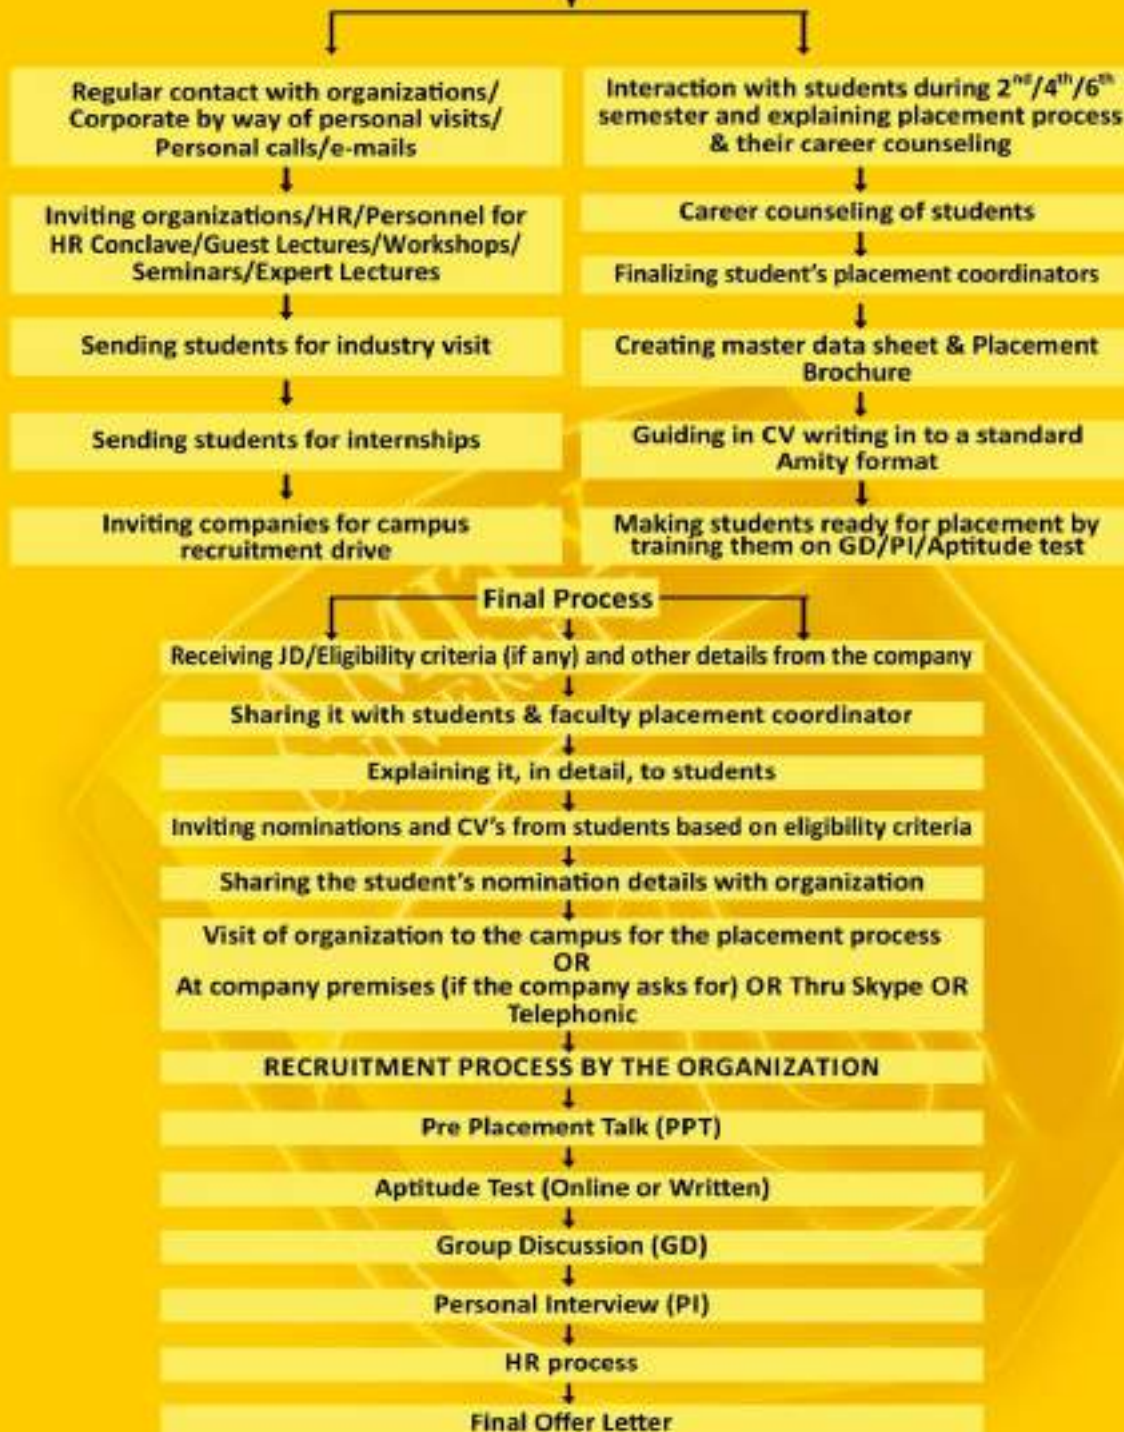 Regular contact with organizations/
Corporate by way of personal visits/
Personal calls/e-mails
Inviting organizations/HR/Personnel for
HR Conclave/Guest Lectures/Workshops/
Seminars/Expert Lectures
Sending students for industry visit
Sending students for internships
Inviting companies for campus
recruitment drive
Interaction with students during 2nd/4th/6th
semester and explaining placement process
& their career counseling
Career counseling of students
Finalizing student's placement coordinators
Creating master data sheet & Placement
Brochure
Guiding in CV writing in to a standard
Amity format
Making students ready for placement by
training them on GD/PI/Aptitude test
Final Process
Receiving JD/Eligibility criteria (if any) and other details from the company
Sharing it with students & faculty placement coordinator
Explaining it, in detail, to students
Inviting nominations and CV's from students based on eligibility criteria
Sharing the student's nomination details with organization
Visit of organization to the campus for the placement process
OR
At company premises (if the company asks for) OR Thru Skype OR
Telephonic
RECRUITMENT PROCESS BY THE ORGANIZATION
Pre Placement Talk (PPT)
Aptitude Test (Online or Written)
Group Discussion (GD)
Personal Interview (PI)
HR process
Final Offer Letter